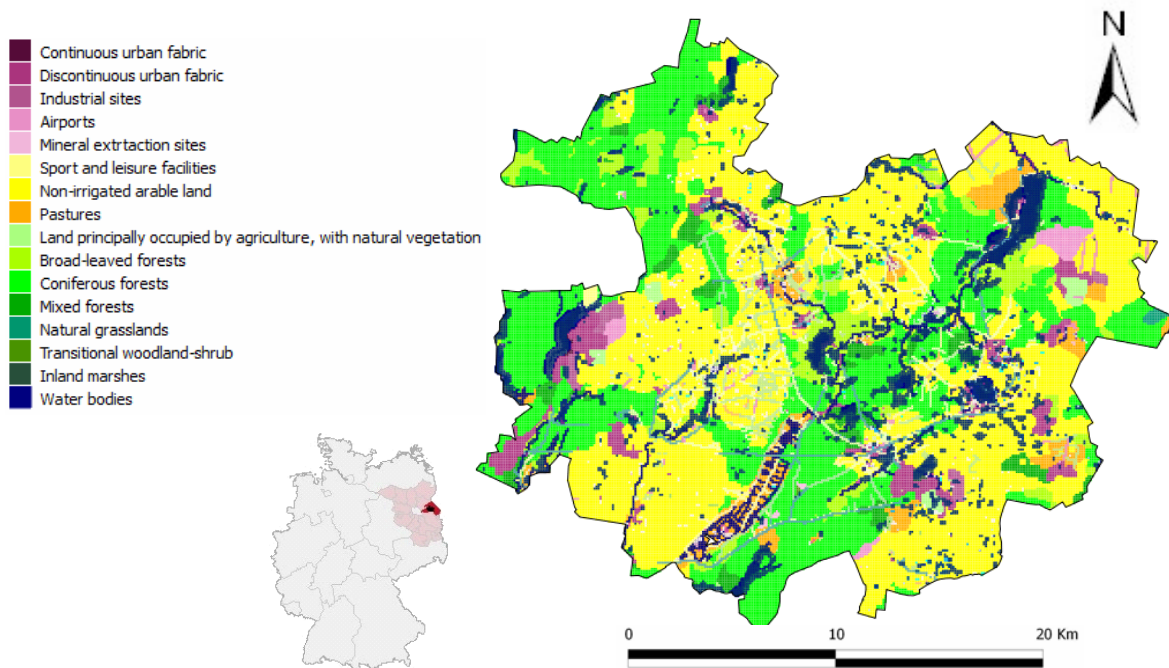 N
Continuous urban fabric
Discontinuous urban fabric
Industrial sites
Airports
Mineral extrtaction sites
Sport and leisure facilities
Non-irrigated arable land
Pastures
Land principally occupied by agriculture, with natural vegetation
Broad-leaved forests
Coniferous forests
Mixed forests
Natural grasslands
Transitional woodland-shrub
Inland marshes
Water bodies
0 10 20 Km